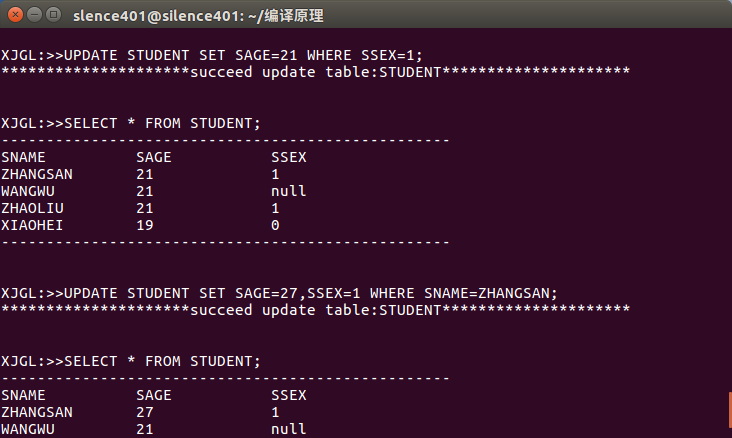 slence401@silence401: ~/编译原理
XJGL:>>UPDATE STUDENT SET SAGE=21 WHERE SSEX=1;
*********************succeed update table:STUDENT*********************
XJGL:>>SELECT * FROM STUDENT;
--------------------------------------------------
SNAME          SAGE           SSEX
ZHANGSAN       21             1
WANGWU         21             null
ZHAOLIU        21             1
XIAOHEI        19             0
--------------------------------------------------
XJGL:>>UPDATE STUDENT SET SAGE=27,SSEX=1 WHERE SNAME=ZHANGSAN;
*********************succeed update table:STUDENT*********************
XJGL:>>SELECT * FROM STUDENT;
--------------------------------------------------
SNAME          SAGE           SSEX
ZHANGSAN       27             1
WANGWU         21             null